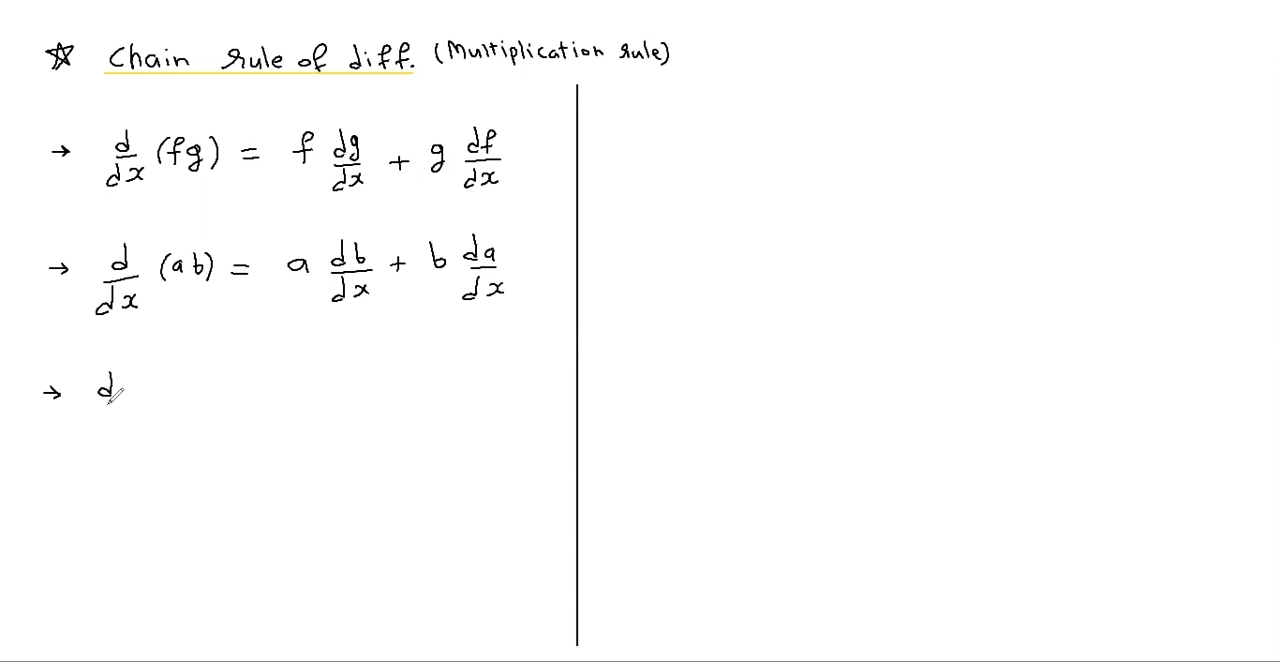 ☆ Chain rule of diff. (Multiplication rule)
→ d/dx (fg) = f dg/dx + g df/dx
→ d/dx (ab) = a db/dx + b da/dx
→ d